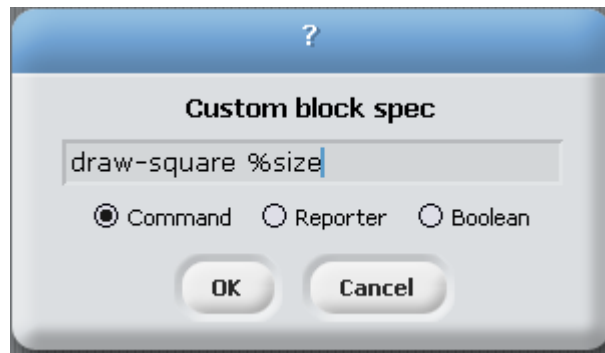 ?
Custom block spec
draw-square %size
Command Reporter Boolean
OK Cancel